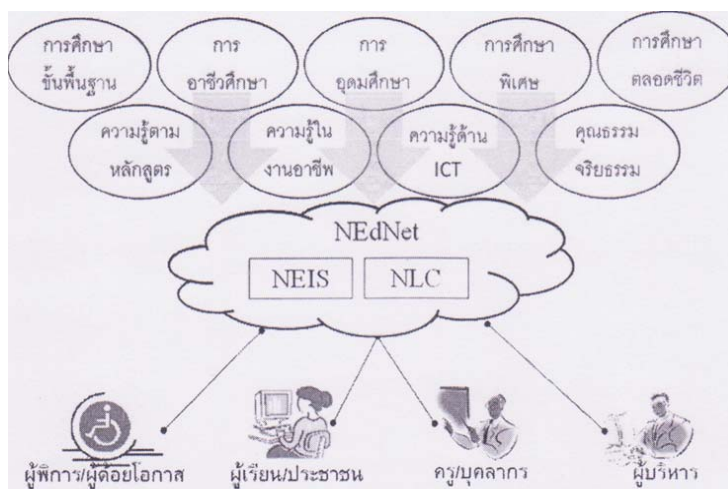 การศึกษา
ขั้นพื้นฐาน
การ
อาชีวศึกษา
การ
อุดมศึกษา
การศึกษา
พิเศษ
การศึกษา
ตลอดชีวิต
ความรู้ตาม
หลักสูตร
ความรู้ใน
งานอาชีพ
ความรู้ด้าน
ICT
คุณธรรม
จริยธรรม
NEdNet
NEIS
NLC
ผู้พิการ/ผู้ด้อยโอกาส
ผู้เรียน/ประชาชน
ครู/บุคลากร
ผู้บริหาร